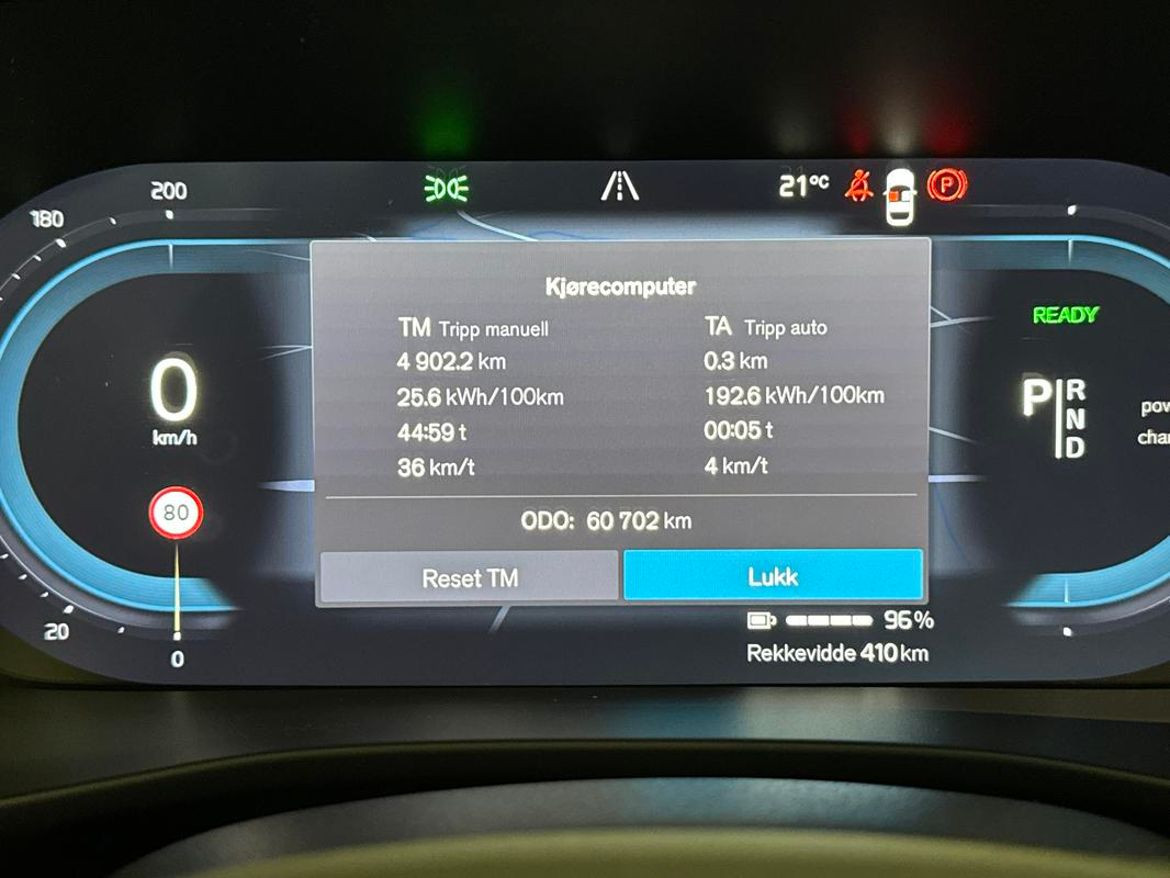 200
180
21°C
P
Kjørecomputer
TM Tripp manuell
TA Tripp auto
4 902.2 km
0.3 km
25.6 kWh/100km
192.6 kWh/100km
44:59 t
00:05 t
36 km/t
4 km/t
ODO: 60 702 km
Reset TM
Lukk
0
km/h
80
20
0
READY
P R
N
D
96%
Rekkevidde 410 km